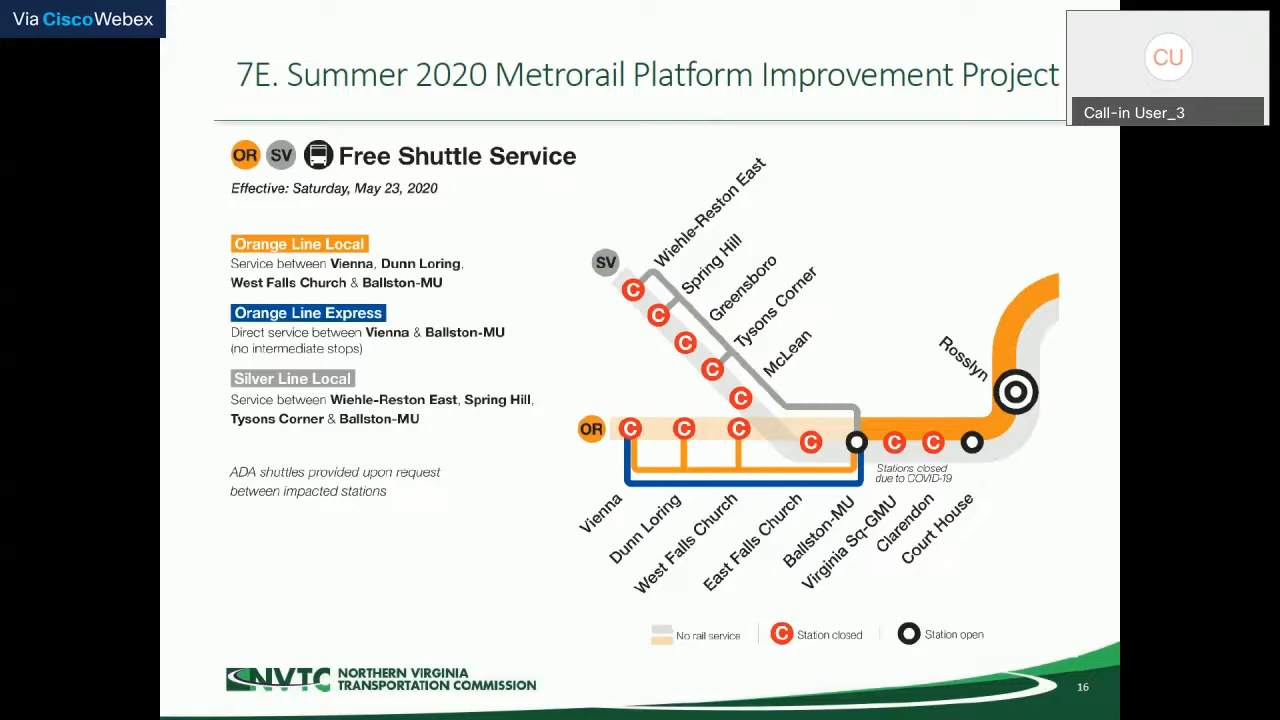 Via CiscoWebex
CU
Call-in User_3
7E. Summer 2020 Metrorail Platform Improvement Project
OR SV Free Shuttle Service
Effective: Saturday, May 23, 2020
Orange Line Local
Service between Vienna, Dunn Loring,
West Falls Church & Ballston-MU
Orange Line Express
Direct service between Vienna & Ballston-MU
(no intermediate stops)
Silver Line Local
Service between Wiehle-Reston East, Spring Hill,
Tysons Corner & Ballston-MU
ADA shuttles provided upon request
between impacted stations
SV
Wiehle-Reston East
Spring Hill
Greensboro
Tysons Corner
McLean
Rosslyn
C
C
C
C
C
OR
C
C
C
C
C
C
Stations closed
due to COVID-19
Vienna
Dunn Loring
West Falls Church
East Falls Church
Ballston-MU
Virginia Sq-GMU
Clarendon
Court House
No rail service
C Station closed
Station open
NVTC
NORTHERN VIRGINIA
TRANSPORTATION COMMISSION
16